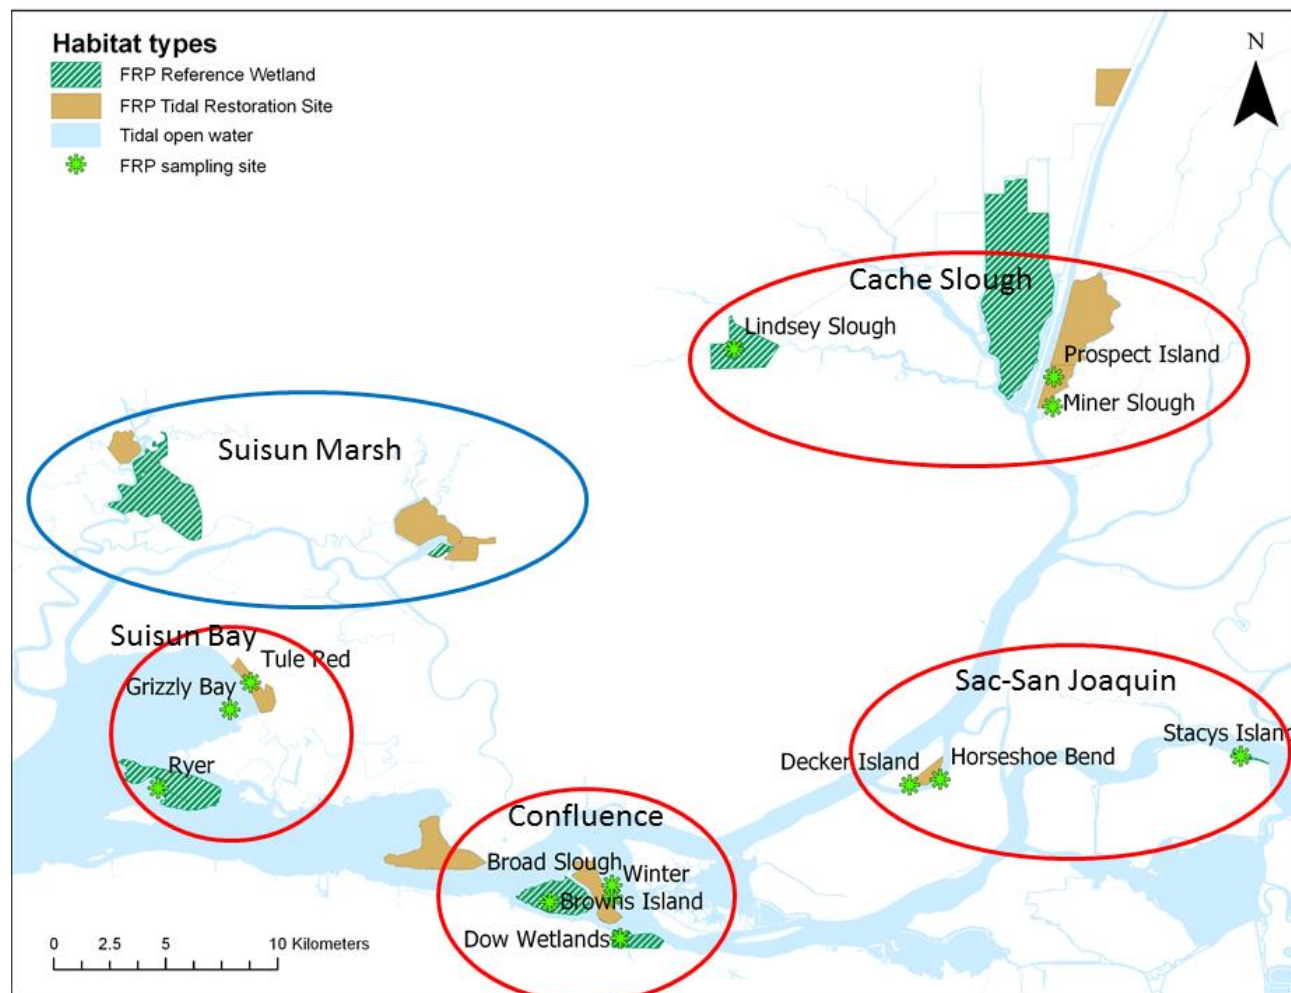 Habitat types
FRP Reference Wetland
FRP Tidal Restoration Site
Tidal open water
FRP sampling site
N
Cache Slough
Lindsey Slough
Prospect Island
Miner Slough
Suisun Marsh
Suisun Bay
Tule Red
Grizzly Bay
Ryer
Sac-San Joaquin
Stacys Island
Decker Island
Horseshoe Bend
Confluence
Broad Slough
Winter
Browns Island
Dow Wetlands
0 2.5 5 10 Kilometers